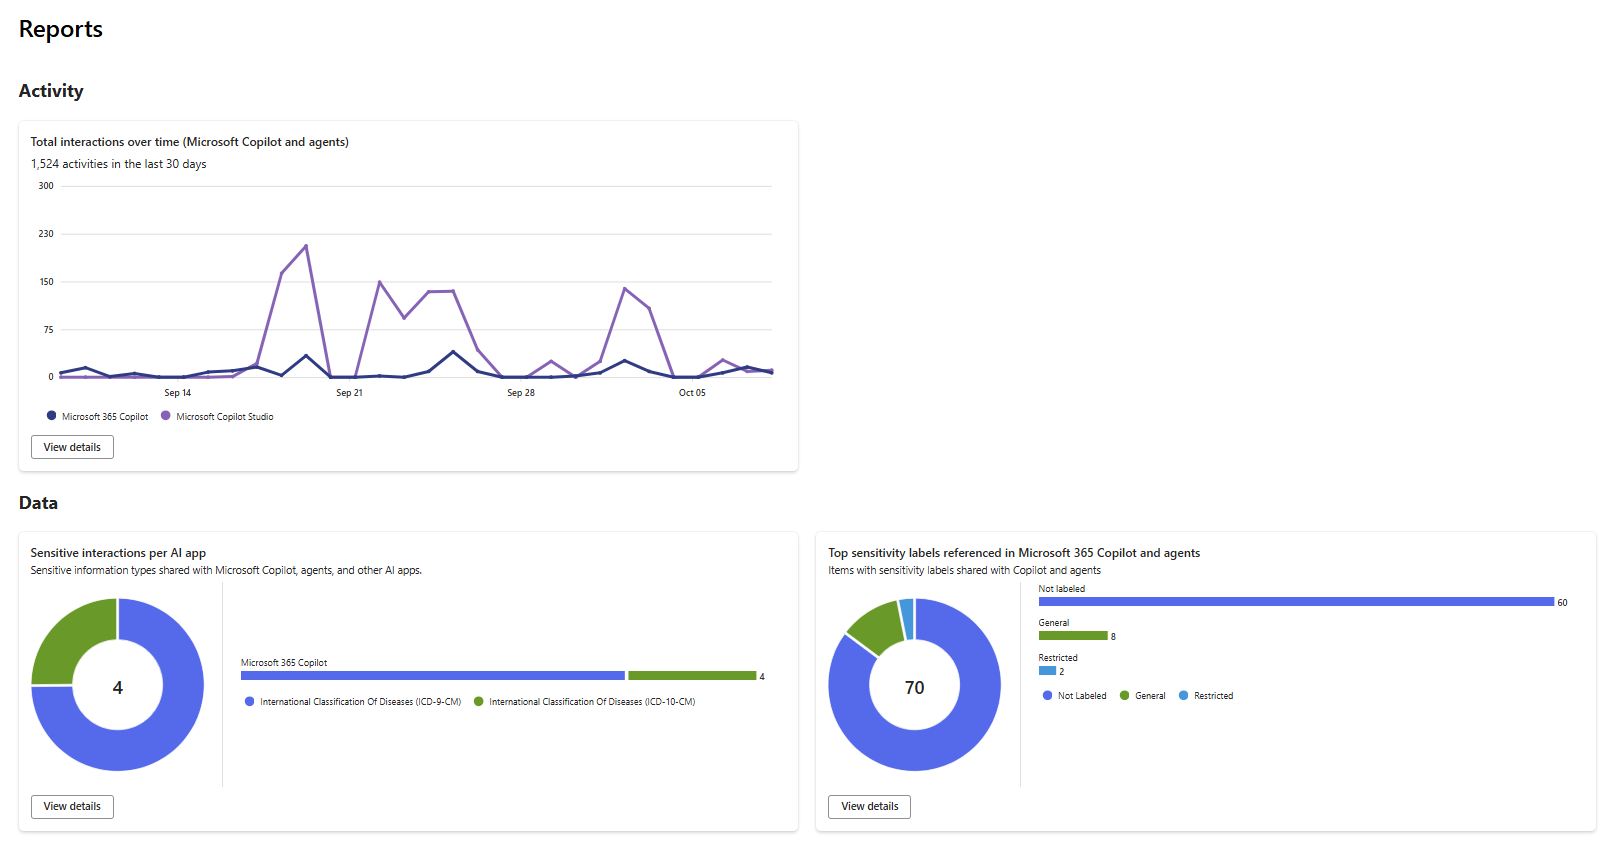 Reports
Activity
Total interactions over time (Microsoft Copilot and agents)
1,524 activities in the last 30 days
300
230
150
75
0
Sep 14 Sep 21 Sep 28 Oct 05
Microsoft 365 Copilot Microsoft Copilot Studio
View details
Data
Sensitive interactions per AI app
Sensitive information types shared with Microsoft Copilot, agents, and other AI apps.
4
Microsoft 365 Copilot
4
International Classification Of Diseases (ICD-9-CM) International Classification Of Diseases (ICD-10-CM)
View details
Top sensitivity labels referenced in Microsoft 365 Copilot and agents
Items with sensitivity labels shared with Copilot and agents
70
Not labeled
60
General
8
Restricted
2
Not Labeled General Restricted
View details